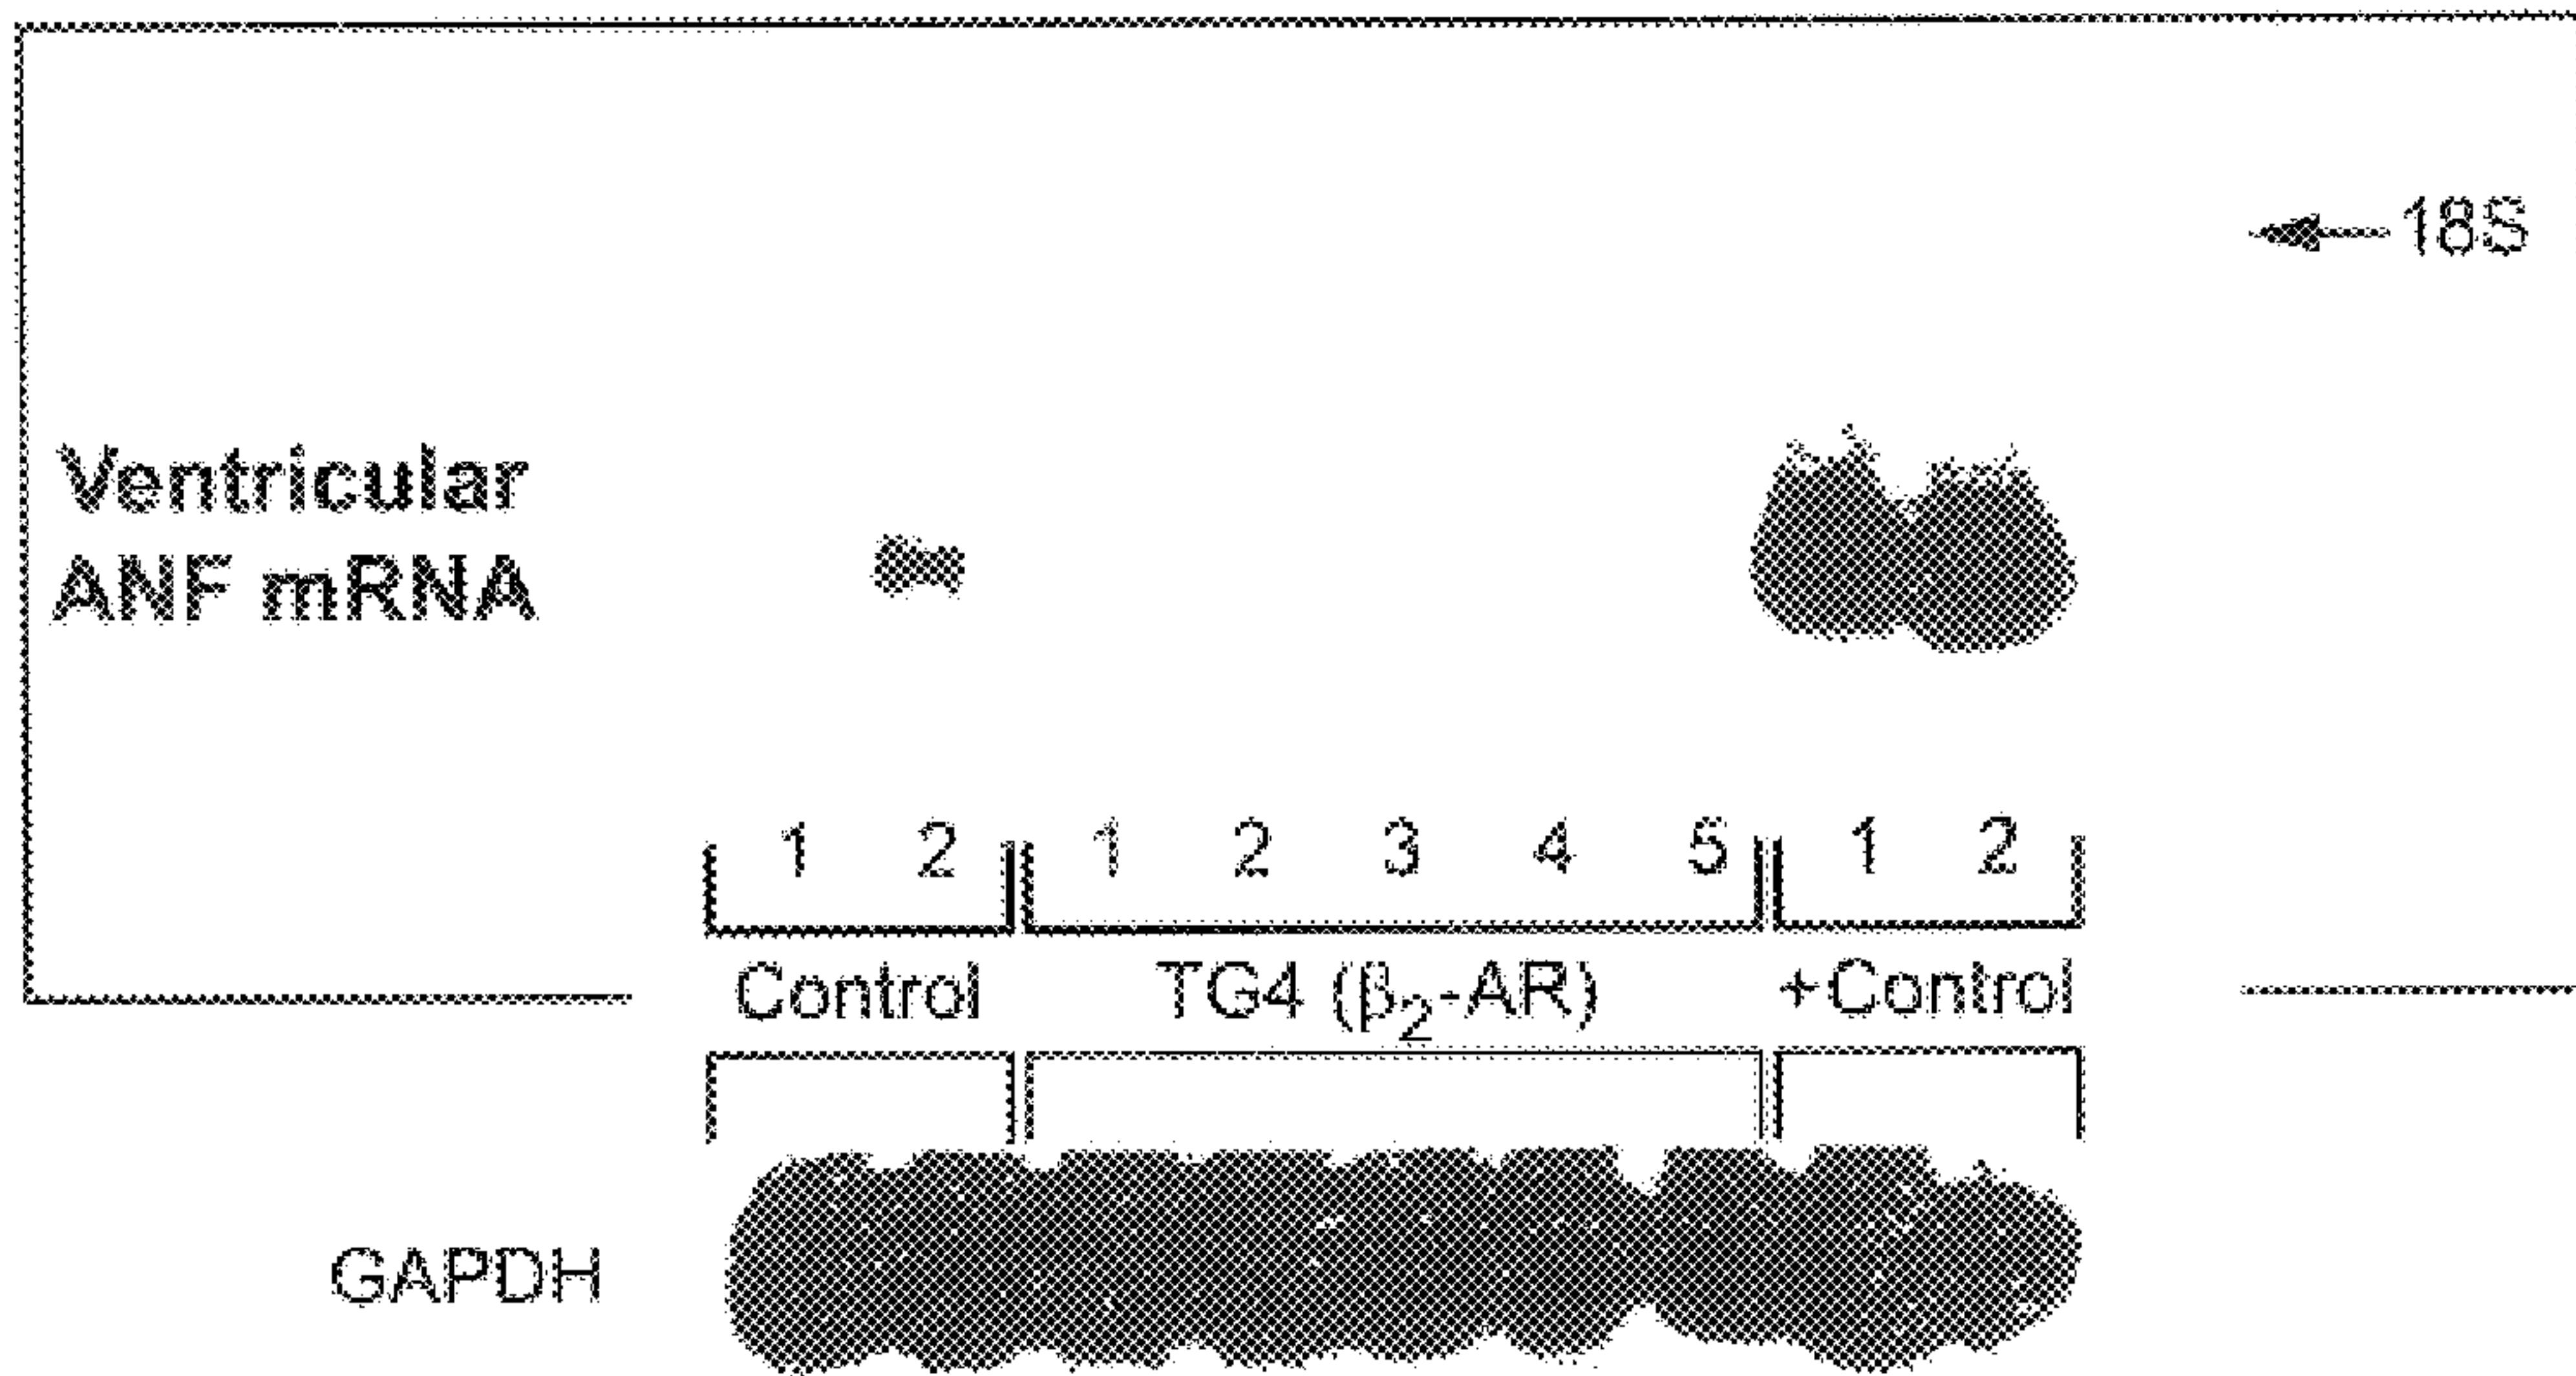 18S
Ventricular
ANF mRNA
1 2 1 2 3 4 5 1 2
Control TG4 (β₂-AR) +Control
GAPDH